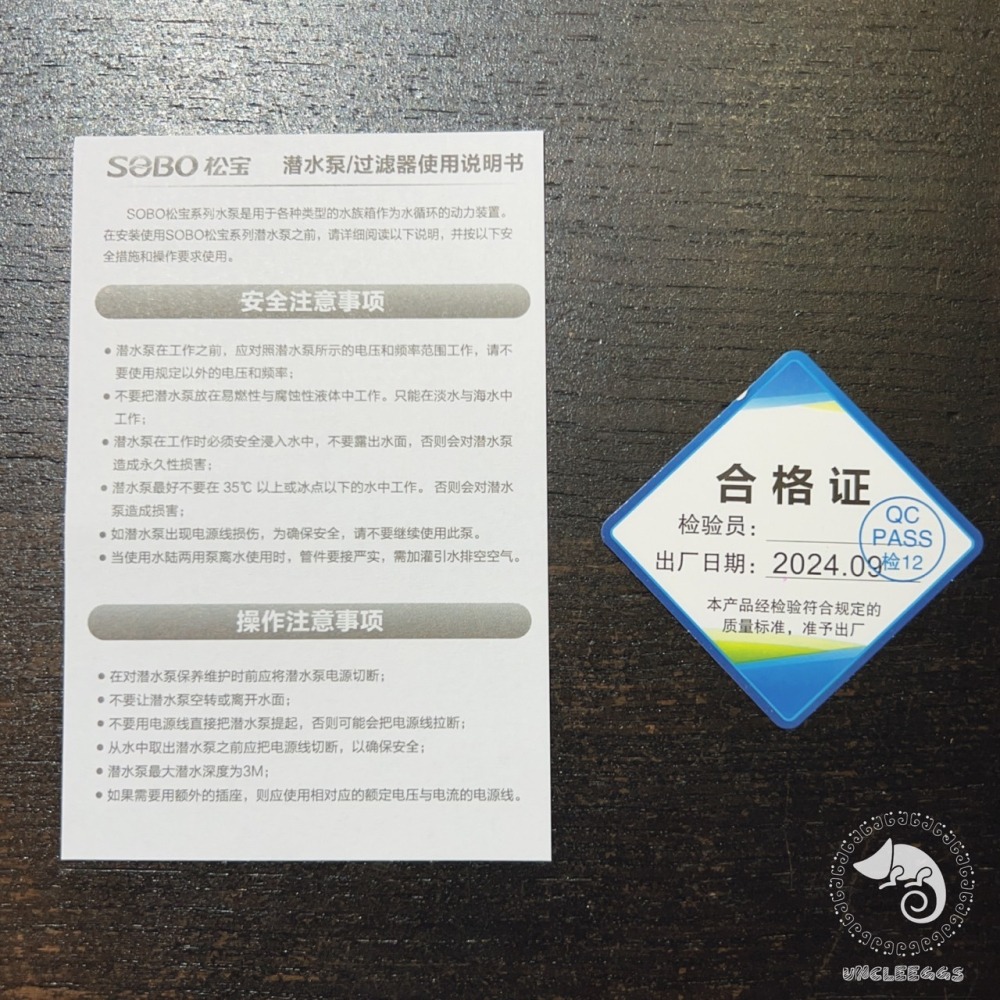 SOBO 松宝 潜水泵/过滤器使用说明书
SOBO松宝系列水泵是用于各种类型的水族箱作为水循环的动力装置。
在安装使用SOBO松宝系列潜水泵之前，请详细阅读以下说明，并按以下安
全措施和操作要求使用。
安全注意事项
● 潜水泵在工作之前，应对照潜水泵所示的电压和频率范围工作，请不
要使用规定以外的电压和频率；
● 不要把潜水泵放在易燃性与腐蚀性液体中工作。只能在淡水与海水中
工作；
● 潜水泵在工作时必须安全浸入水中，不要露出水面，否则会对潜水泵
造成永久性损害；
● 潜水泵最好不要在 35℃ 以上或冰点以下的水中工作。 否则会对潜水
泵造成损害；
● 如潜水泵出现电源线损伤，为确保安全，请不要继续使用此泵。
● 当使用水陆两用泵离水使用时，管件要接严实，需加灌引水排空空气。
操作注意事项
● 在对潜水泵保养维护时前应将潜水泵电源切断；
● 不要让潜水泵空转或离开水面；
● 不要用电源线直接把潜水泵提起，否则可能会把电源线拉断；
● 从水中取出潜水泵之前应把电源线切断，以确保安全；
● 潜水泵最大潜水深度为3M；
● 如果需要用额外的插座，则应使用相对应的额定电压与电流的电源线。
合格证
检验员：
出厂日期：2024.09
QC
PASS
检12
本产品经检验符合规定的
质量标准，准予出厂
UNCLEEGGS